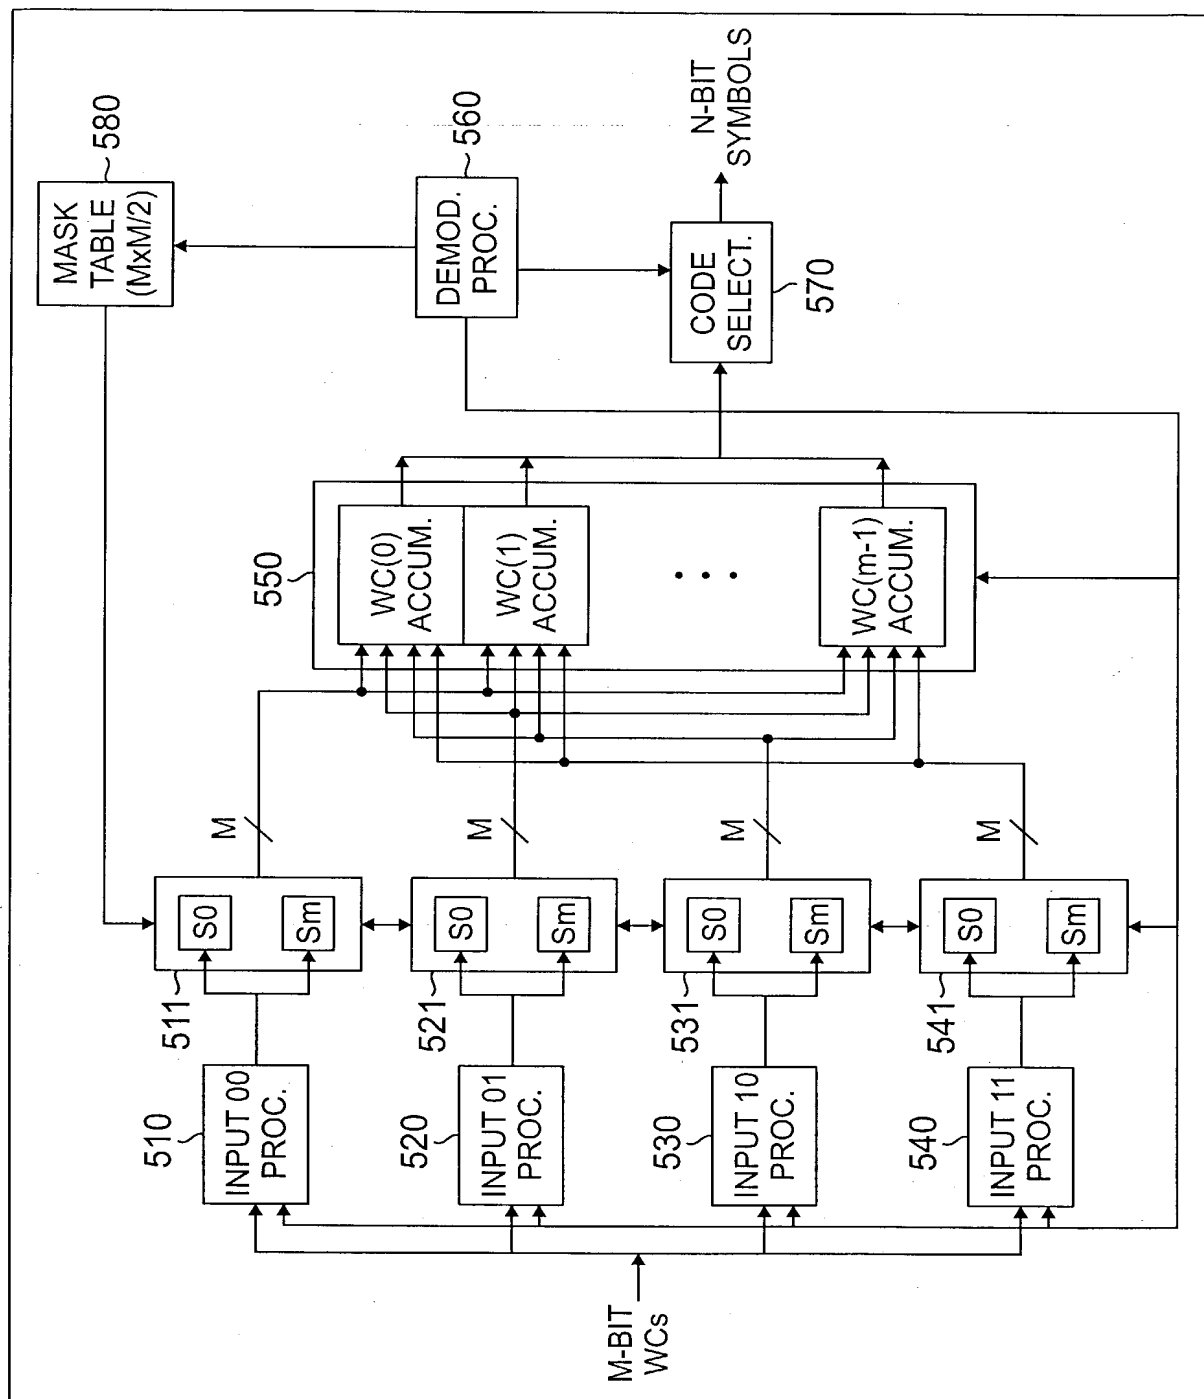 M-BIT
WCs
510
INPUT 00
PROC.
520
INPUT 01
PROC.
530
INPUT 10
PROC.
540
INPUT 11
PROC.
511
S0
Sm
521
S0
Sm
531
S0
Sm
541
S0
Sm
M
M
M
M
550
WC(0)
ACCUM.
WC(1)
ACCUM.
WC(m-1)
ACCUM.
MASK
TABLE
(MxM/2)
580
DEMOD.
PROC.
560
CODE
SELECT.
570
N-BIT
SYMBOLS